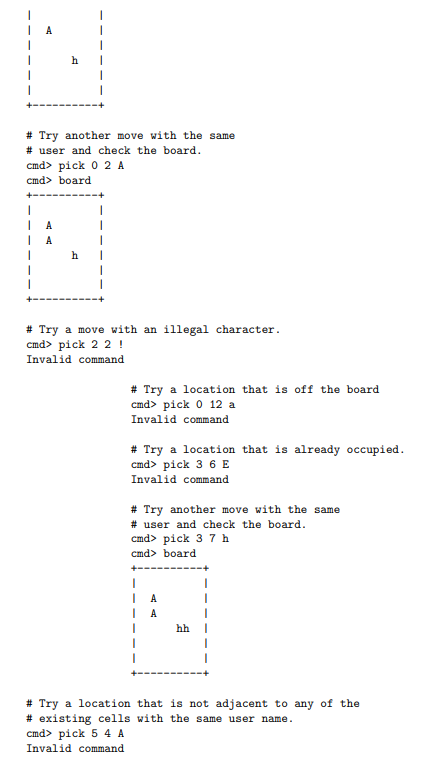 |          |
|  A       |
|          |
|      h   |
|          |
|          |
+----------+

# Try another move with the same
# user and check the board.
cmd> pick 0 2 A
cmd> board
+----------+
|          |
|  A       |
|  A       |
|      h   |
|          |
|          |
+----------+

# Try a move with an illegal character.
cmd> pick 2 2 !
Invalid command

# Try a location that is off the board
cmd> pick 0 12 a
Invalid command

# Try a location that is already occupied.
cmd> pick 3 6 E
Invalid command

# Try another move with the same
# user and check the board.
cmd> pick 3 7 h
cmd> board
+----------+
|          |
|  A       |
|  A       |
|      hh  |
|          |
|          |
+----------+

# Try a location that is not adjacent to any of the
# existing cells with the same user name.
cmd> pick 5 4 A
Invalid command